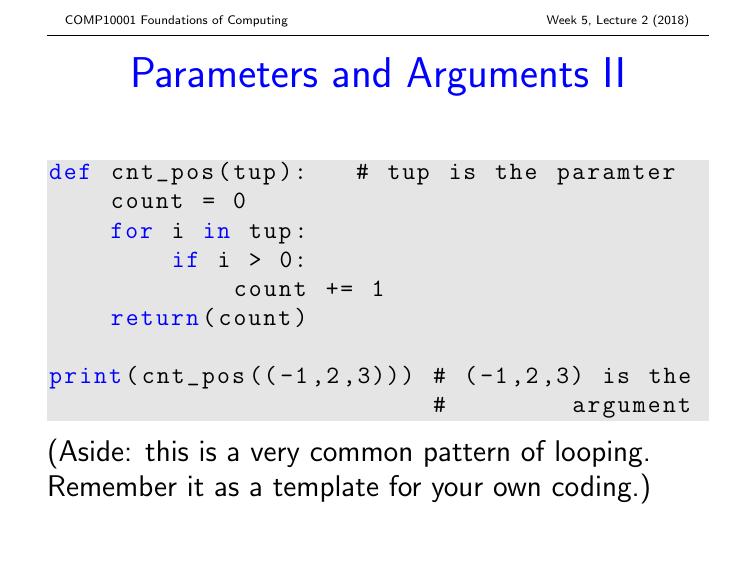 COMP10001 Foundations of Computing Week 5, Lecture 2 (2018)
Parameters and Arguments II
def cnt_pos(tup):   # tup is the paramter
    count = 0
    for i in tup:
        if i > 0:
            count += 1
    return(count)
print(cnt_pos((-1,2,3))) # (-1,2,3) is the
                         #        argument
(Aside: this is a very common pattern of looping.
Remember it as a template for your own coding.)